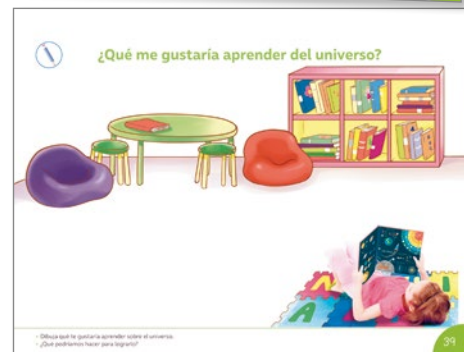 ¿Qué me gustaría aprender del universo?
A
• Dibuja qué te gustaría aprender sobre el universo.
• ¿Qué podríamos hacer para lograrlo?
39